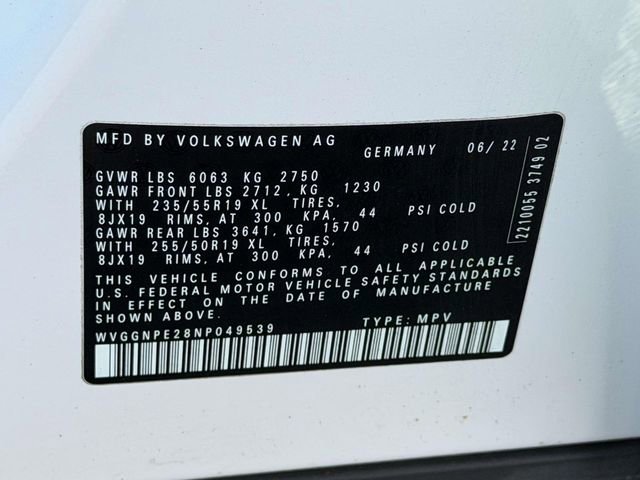 MFD BY VOLKSWAGEN AG
GERMANY 06/ 22
GVWR LBS 6063 KG 2750
GAWR FRONT LBS 2712, KG 1230
WITH 235/55R19 XL TIRES,
8JX19 RIMS, AT 300 KPA, 44 PSI COLD
GAWR REAR LBS 3641, KG 1570
WITH 255/50R19 XL TIRES,
8JX19 RIMS, AT 300 KPA, 44 PSI COLD
THIS VEHICLE CONFORMS TO ALL APPLICABLE
U.S. FEDERAL MOTOR VEHICLE SAFETY STANDARDS
IN EFFECT ON THE DATE OF MANUFACTURE
SHOWN ABOVE.
WVGGNPE28NP049539 TYPE: MPV
2210055 3749 02